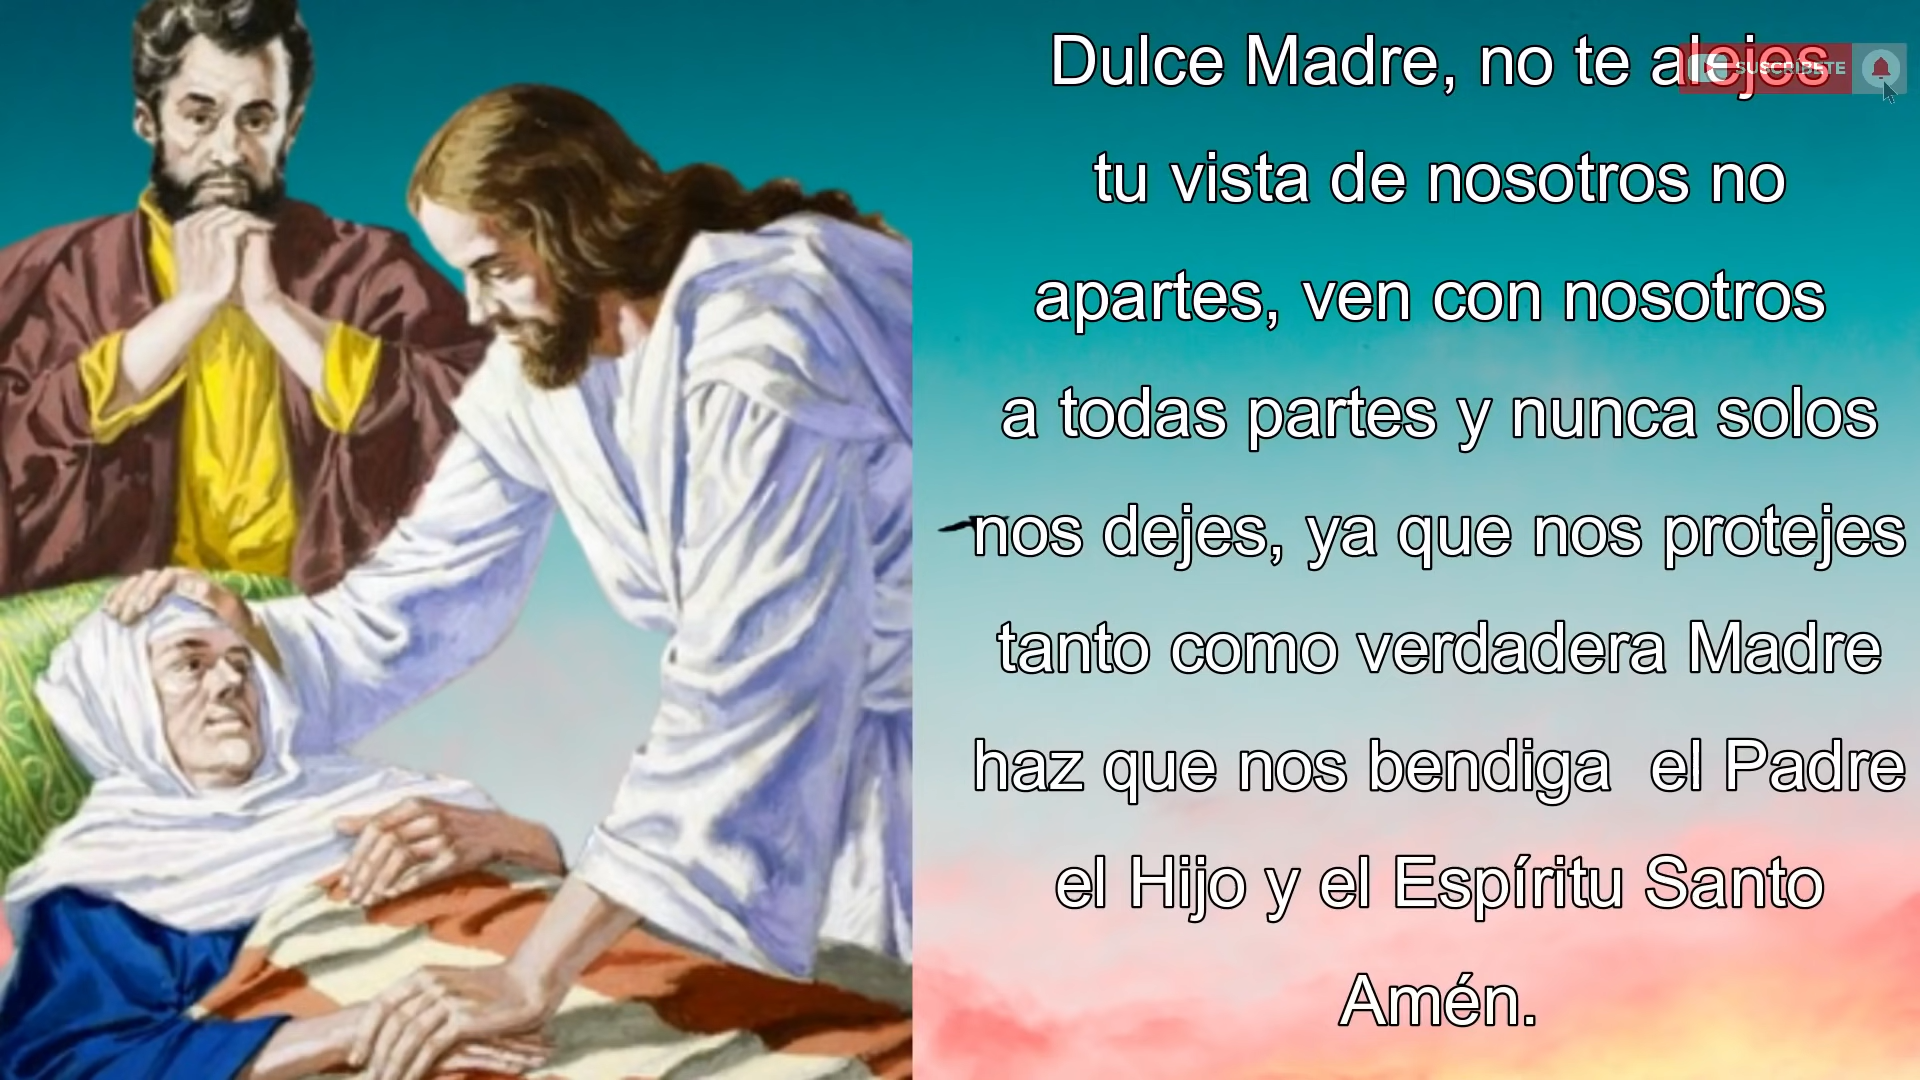 Dulce Madre, no te alejes
SUSCRIBETE
tu vista de nosotros no
apartes, ven con nosotros
a todas partes y nunca solos
nos dejes, ya que nos protejes
tanto como verdadera Madre
haz que nos bendiga  el Padre
el Hijo y el Espíritu Santo
Amén.